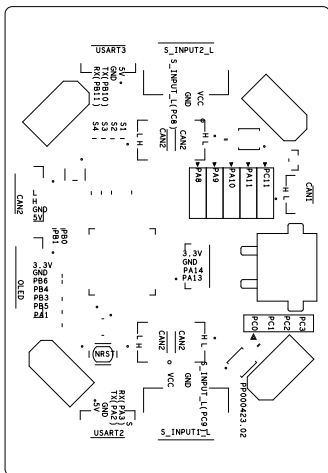 USART3
S_INPUT2_L
5V
GND
TX(PB10)
RX(PB11)
S_INPUT_L(PC8)
VCC
GND
S1
S2
S3
S4
L
H
CAN2
CAN2
L
H
PA8
PA9
PA10
PA11
PC11
H
L
CAN1
CAN2
L
H
GND
5V
PB0
PB1
OLED
3.3V
GND
PB6
PB4
PB3
PB5
PA1
3.3V
GND
PA14
PA13
PC3
PC2
PC1
PC0
NRST
H
L
CAN2
CAN2
H
L
VCC
GND
S_INPUT_L(PC9)
PP000423.02
S
RX(PA3)
TX(PA2)
GND
5V
USART2
S_INPUT1_L